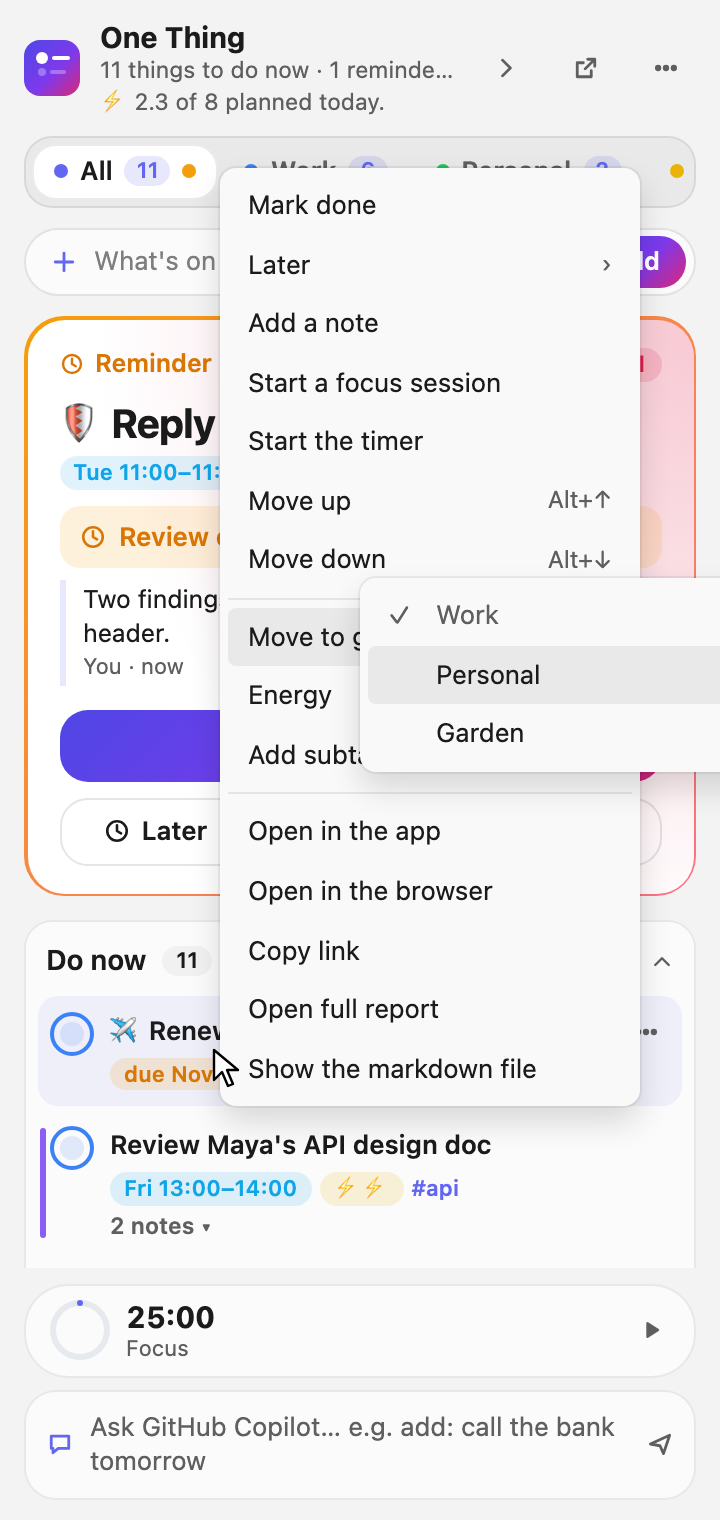 One Thing
11 things to do now · 1 reminde...
⚡ 2.3 of 8 planned today.
All 11
What's on
Reminder
Reply
Tue 11:00–11:
Review
Two finding
header.
You · now
Later
Mark done
Later ›
Add a note
Start a focus session
Start the timer
Move up Alt+↑
Move down Alt+↓
Move to
Energy
Add
Work
Personal
Garden
Open in the app
Open in the browser
Copy link
Open full report
Show the markdown file
Do now 11
due Nov
Review Maya's API design doc
Fri 13:00–14:00 ⚡⚡ #api
2 notes ▾
25:00
Focus
Ask GitHub Copilot... e.g. add: call the bank
tomorrow